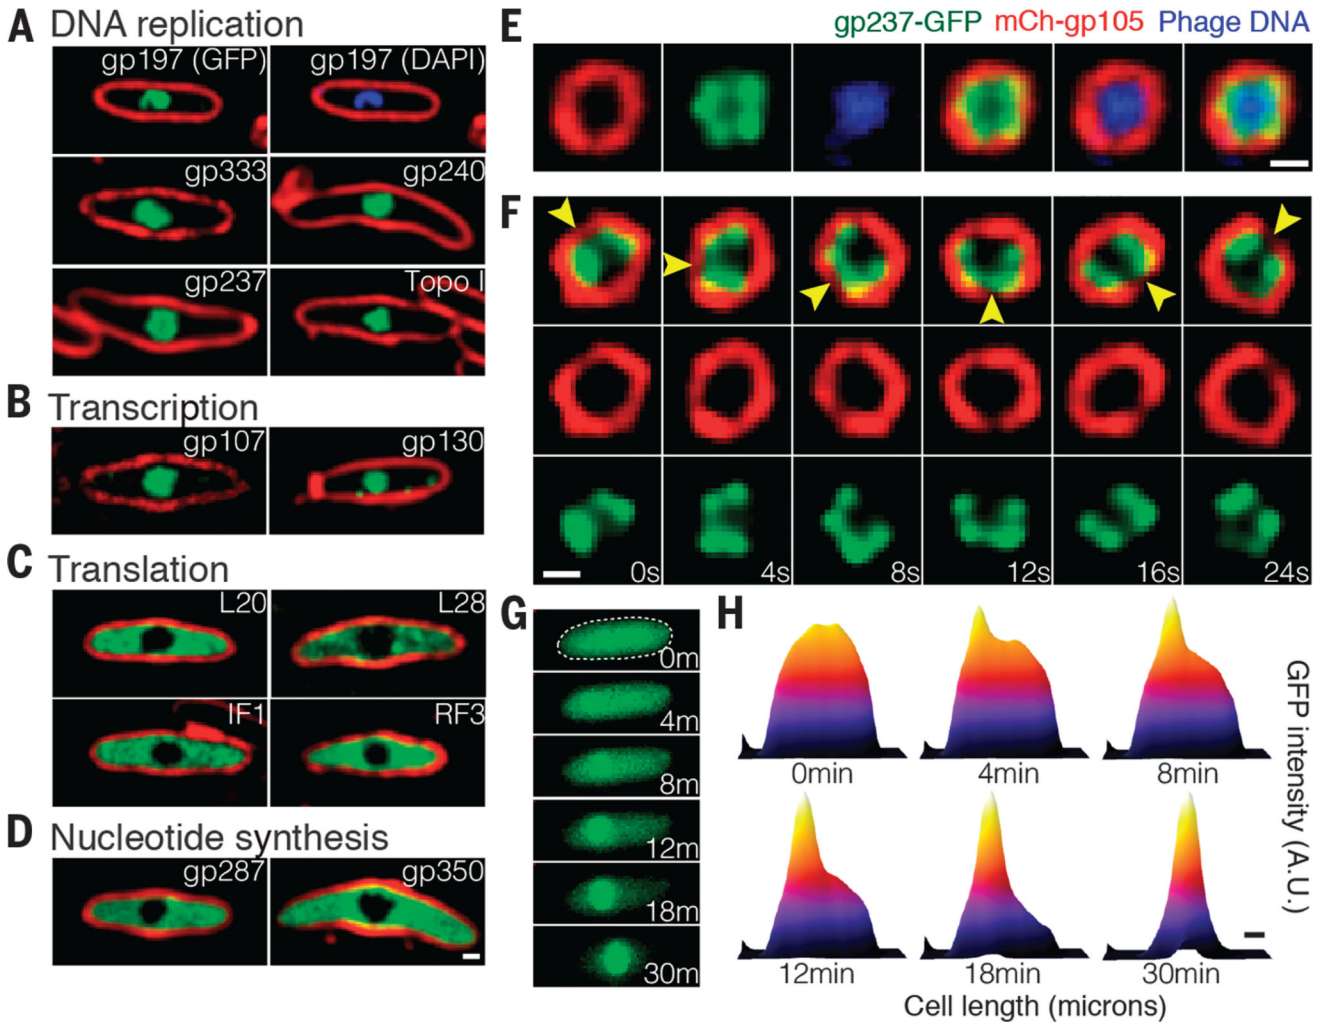 A DNA replication
gp197 (GFP)
gp197 (DAPI)
gp333
gp240
gp237
Topo I
B Transcription
gp107
gp130
C Translation
L20
L28
IF1
RF3
D Nucleotide synthesis
gp287
gp350
E gp237-GFP mCh-gp105 Phage DNA
F
0s
4s
8s
12s
16s
24s
G
0m
4m
8m
12m
18m
30m
H
0min
4min
8min
12min
18min
30min
Cell length (microns)
GFP intensity (A.U.)